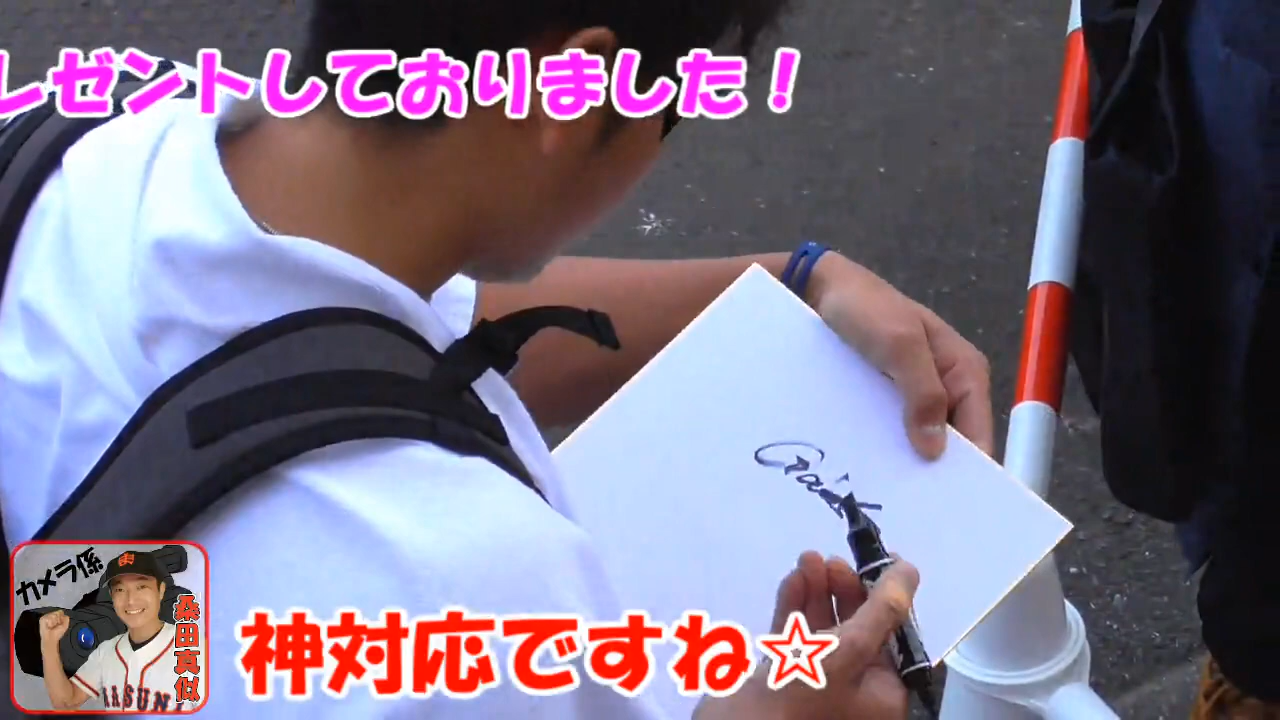 レゼントしておりました！
カメラ係
桑田真似
神対応ですね☆